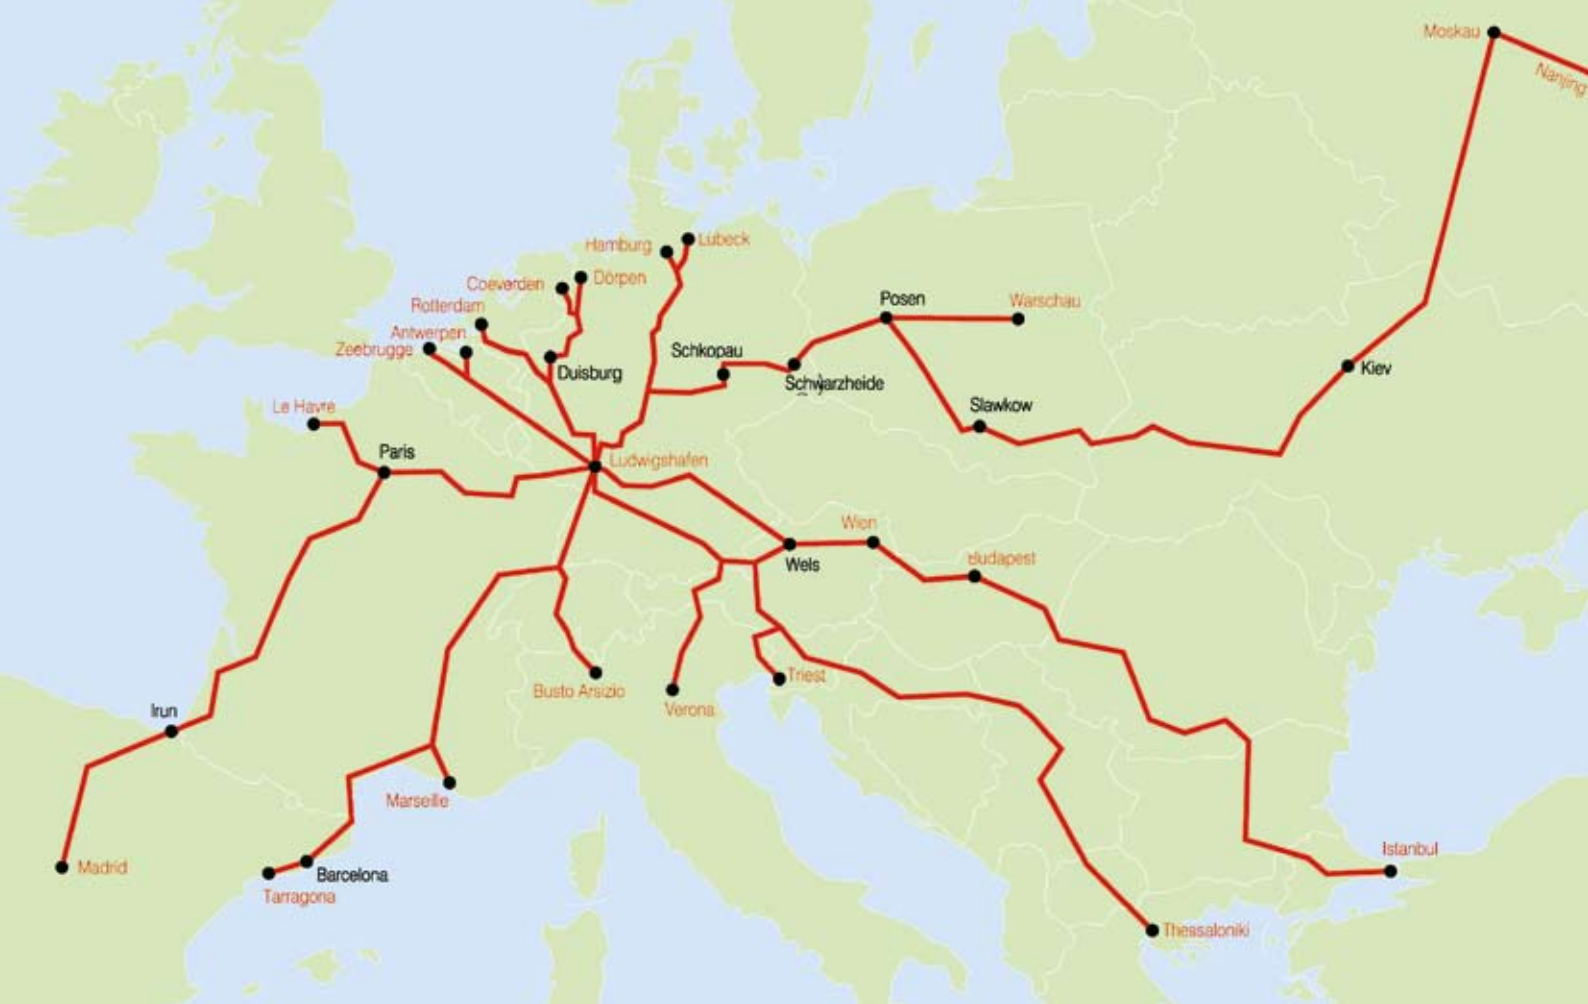 Moskau
Nanjing
Hamburg
Lübeck
Coevorden
Dörpen
Rotterdam
Posen
Warschau
Antwerpen
Zeebrugge
Schkopau
Duisburg
Schwarzheide
Kiev
Le Havre
Slawkow
Paris
Ludwigshafen
Wien
Budapest
Wels
Busto Arsizio
Triest
Irun
Verona
Marseille
Istanbul
Madrid
Barcelona
Tarragona
Thessaloniki